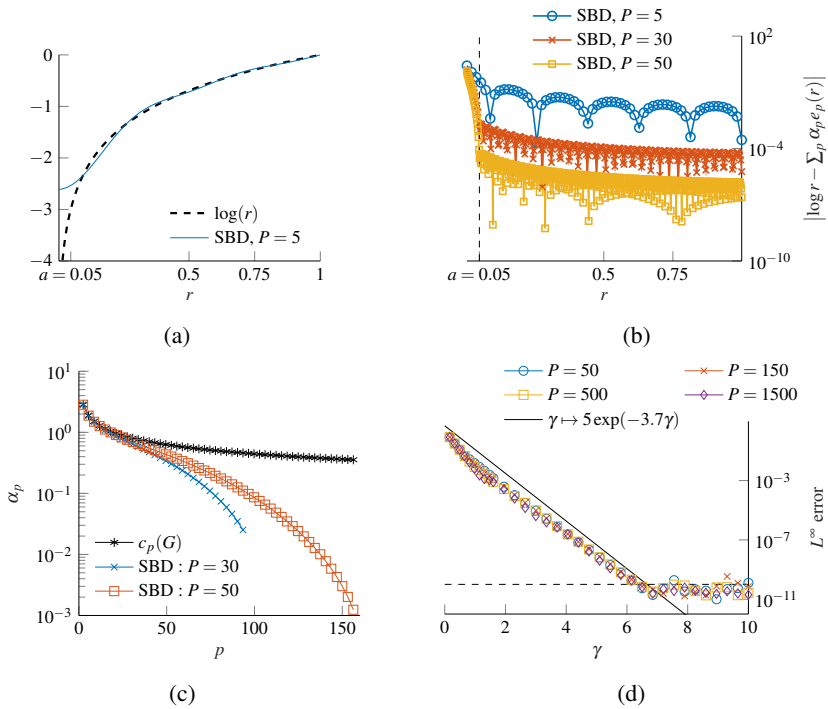 0
−1
−2
−3
−4
log(r)
SBD, P = 5
a = 0.05
0.5
0.75
1
r
(a)
SBD, P = 5
SBD, P = 30
SBD, P = 50
10^2
10^−4
10^−10
|log r − Σ_p α_p e_p(r)|
a = 0.05
0.5
0.75
r
(b)
10^1
10^0
10^−1
10^−2
10^−3
α_p
c_p(G)
SBD : P = 30
SBD : P = 50
0
50
100
150
p
(c)
P = 50
P = 150
P = 500
P = 1500
γ ↦ 5exp(−3.7γ)
10^−3
10^−7
10^−11
L^∞ error
0
2
4
6
8
10
γ
(d)